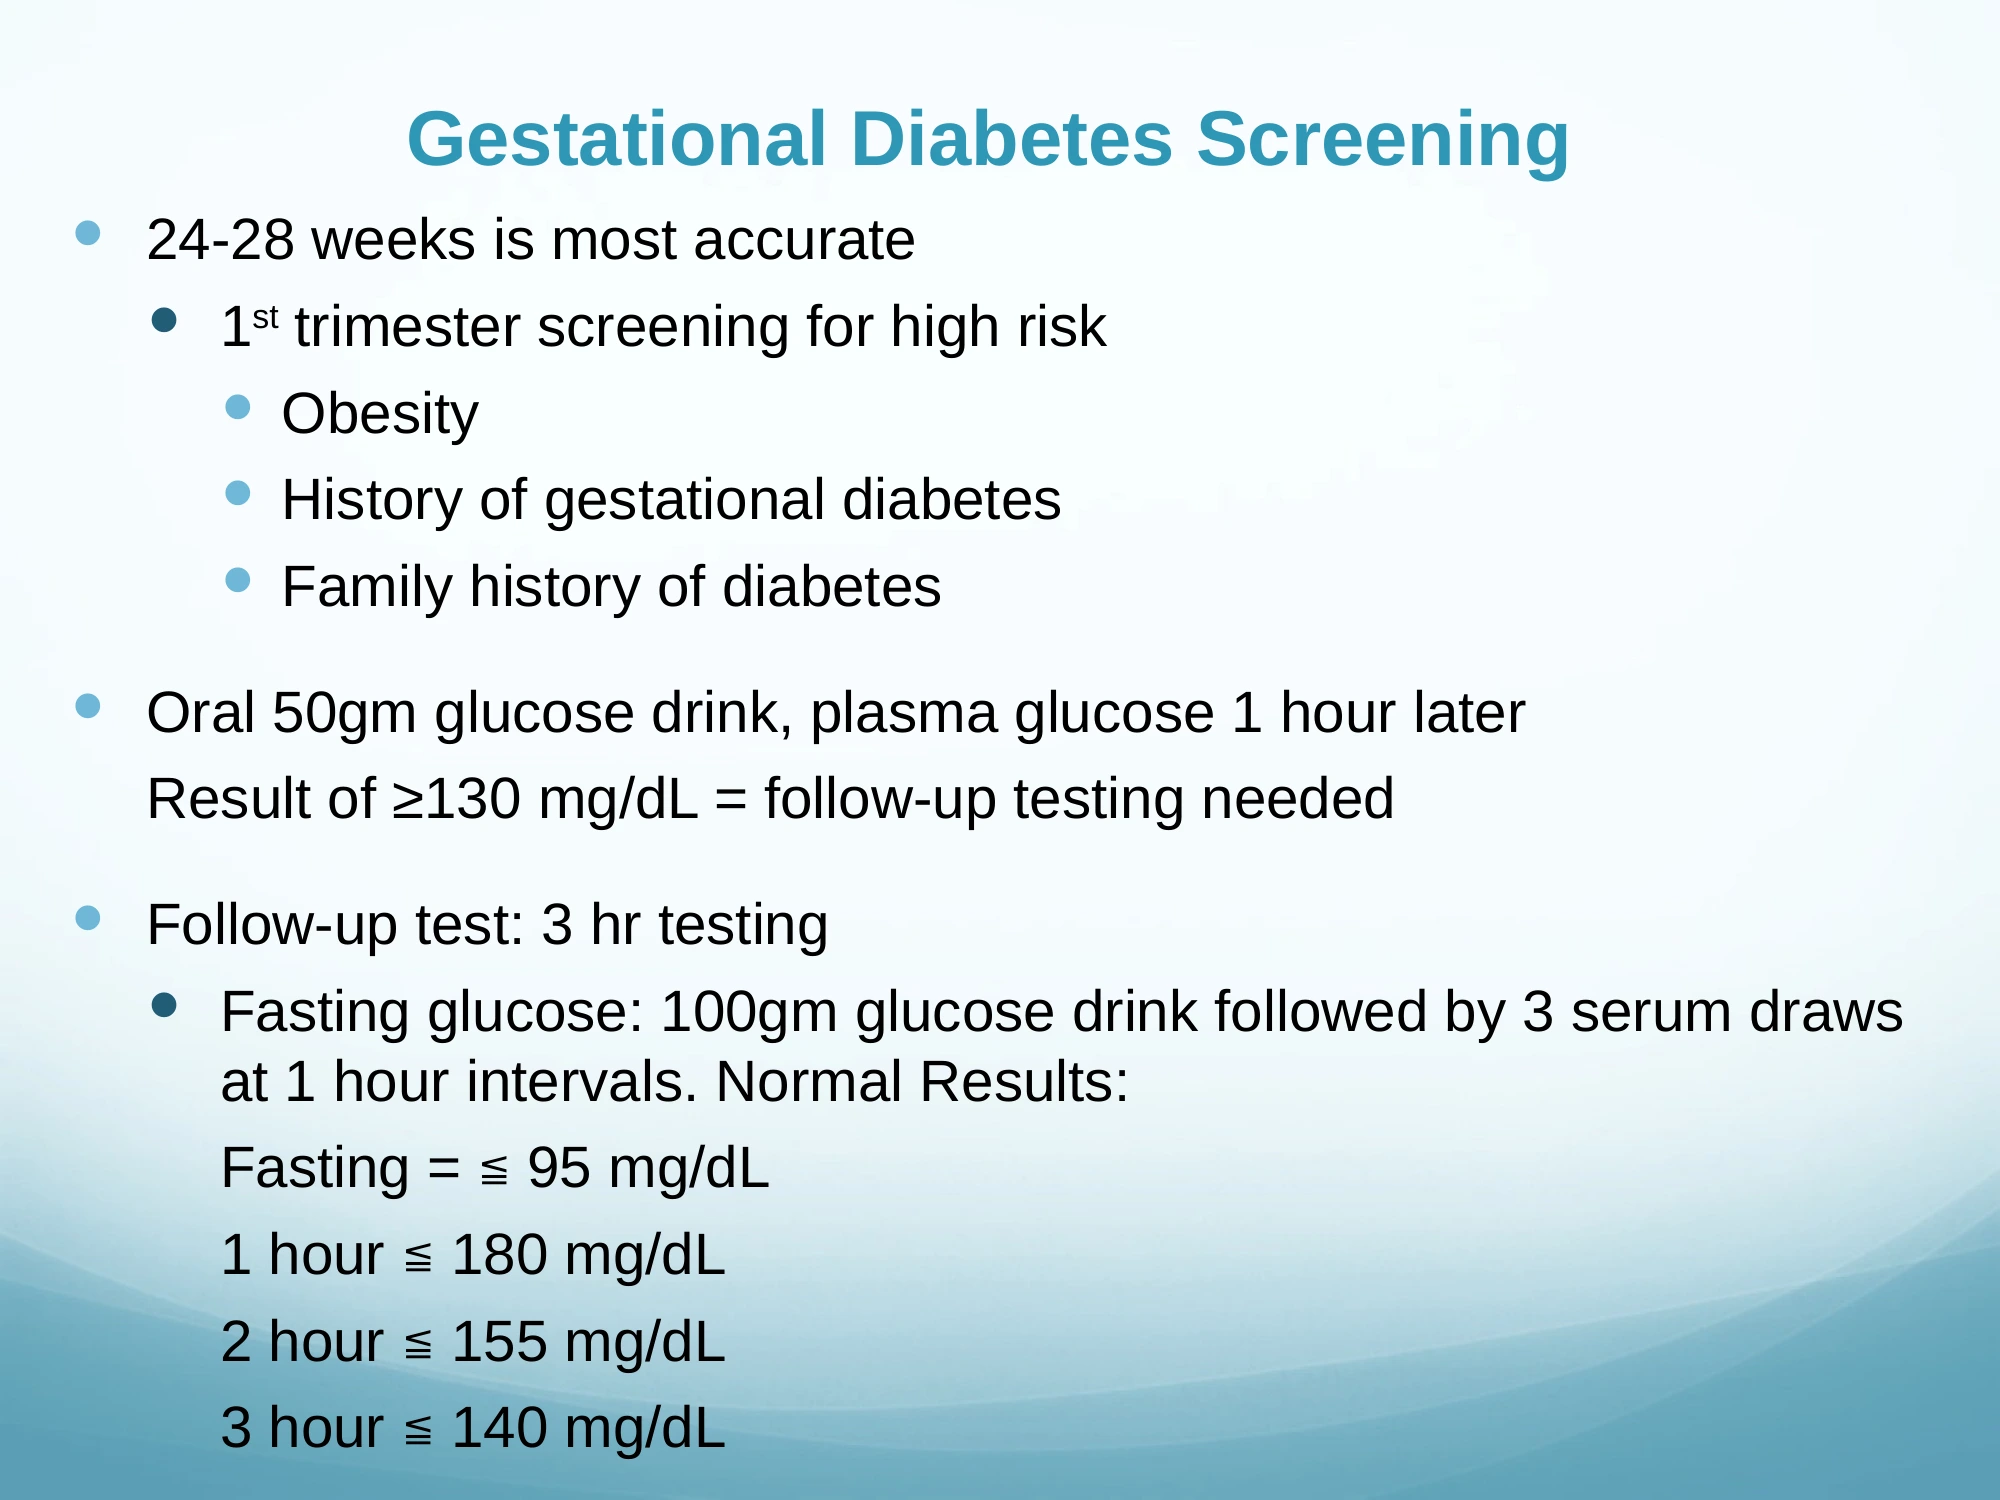 Gestational Diabetes Screening
• 24-28 weeks is most accurate
• 1st trimester screening for high risk
• Obesity
• History of gestational diabetes
• Family history of diabetes
• Oral 50gm glucose drink, plasma glucose 1 hour later
Result of ≥130 mg/dL = follow-up testing needed
• Follow-up test: 3 hr testing
• Fasting glucose: 100gm glucose drink followed by 3 serum draws
at 1 hour intervals. Normal Results:
Fasting = ≦ 95 mg/dL
1 hour ≦ 180 mg/dL
2 hour ≦ 155 mg/dL
3 hour ≦ 140 mg/dL